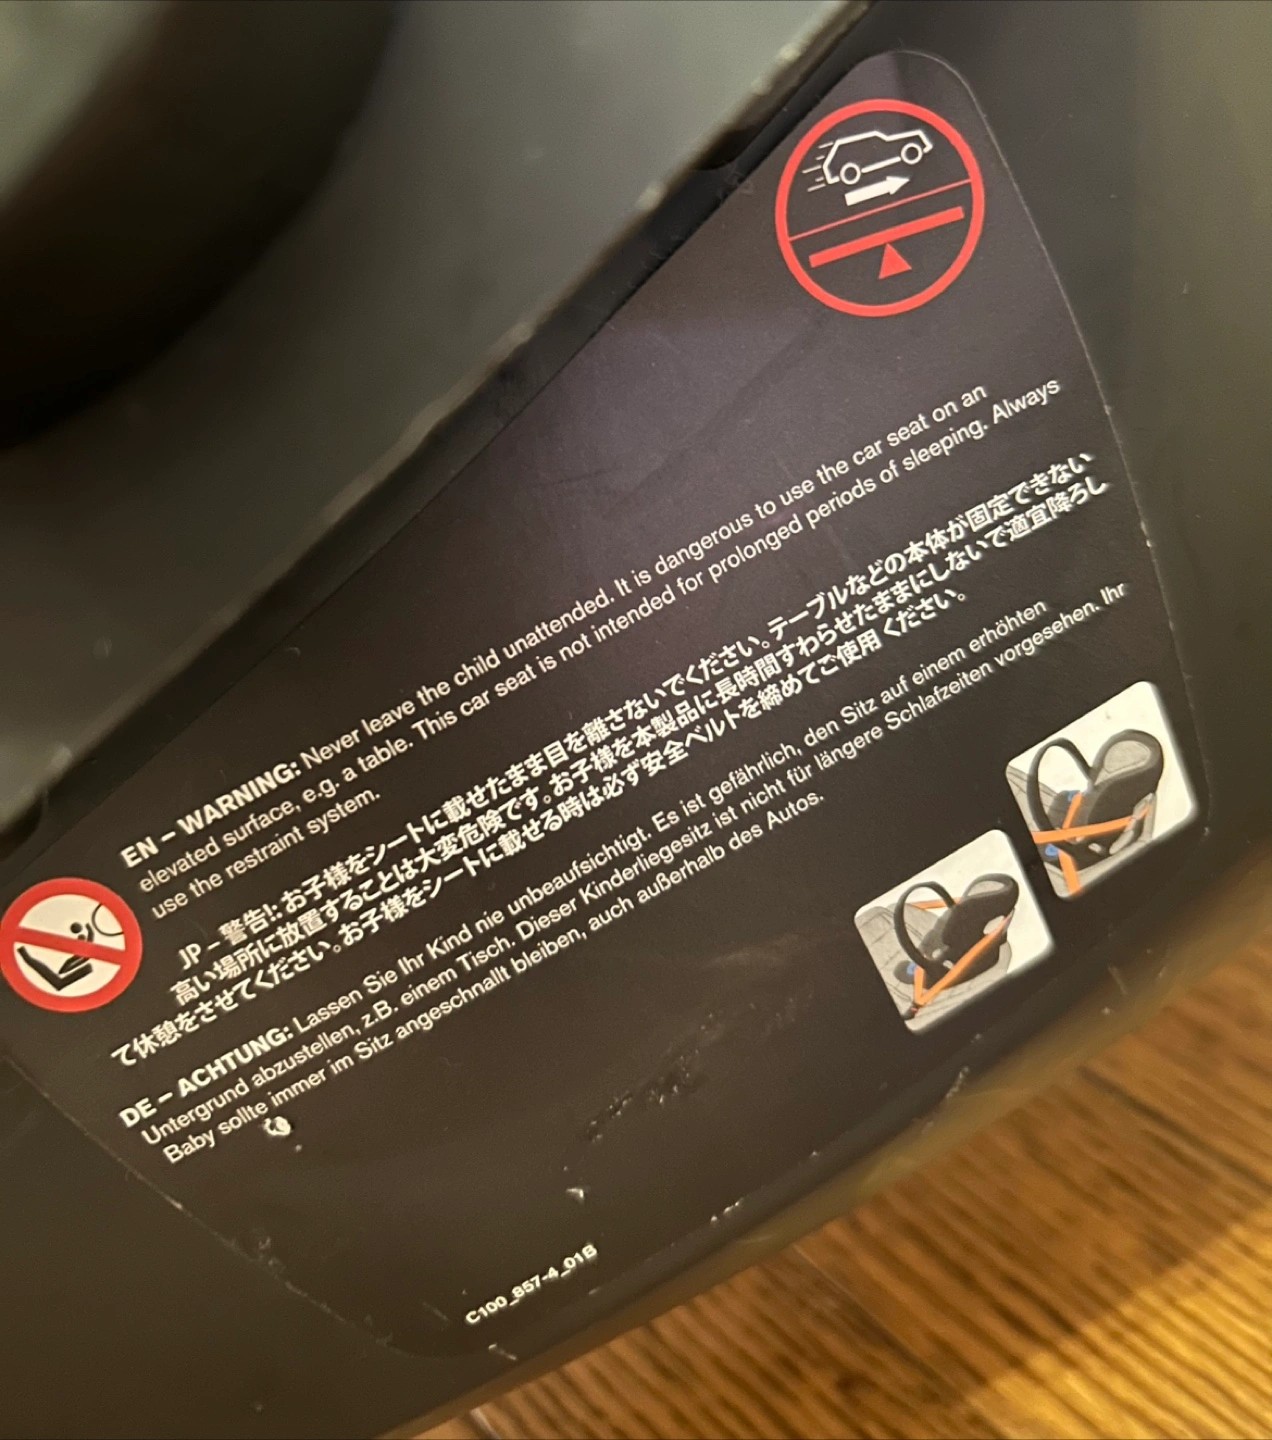 EN – WARNING: Never leave the child unattended. It is dangerous to use the car seat on an
elevated surface, e.g. a table. This car seat is not intended for prolonged periods of sleeping. Always
use the restraint system.
JP – 警告!: お子様をシートに載せたまま目を離さないでください。テーブルなどの本体が固定できない
高い場所に放置することは大変危険です。お子様を本製品に長時間すわらせたままにしないで適宜降ろし
て休憩をさせてください。お子様をシートに載せる時は必ず安全ベルトを締めてご使用ください。
DE – ACHTUNG: Lassen Sie Ihr Kind nie unbeaufsichtigt. Es ist gefährlich, den Sitz auf einem erhöhten
Untergrund abzustellen, z.B. einem Tisch. Dieser Kinderliegesitz ist nicht für längere Schlafzeiten vorgesehen. Ihr
Baby sollte immer im Sitz angeschnallt bleiben, auch außerhalb des Autos.
C100_857-4_01B